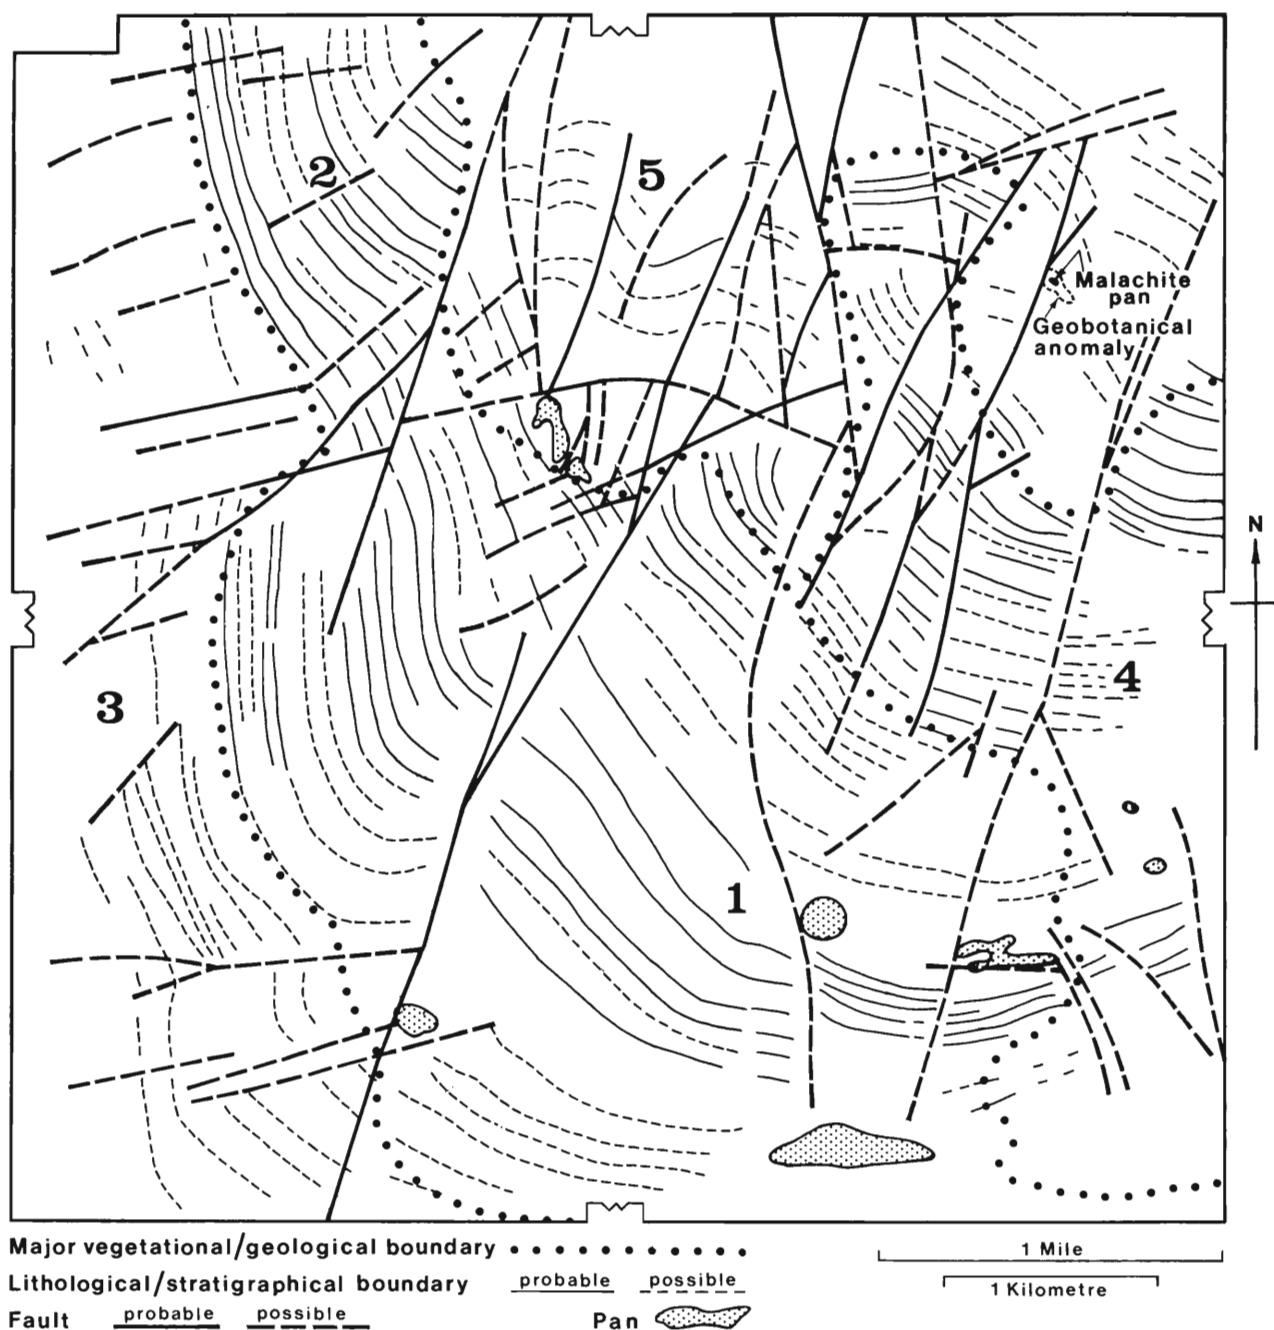 2
5
Malachite
pan
Geobotanical
anomaly
N
3
4
1
Major vegetational/geological boundary
1 Mile
Lithological/stratigraphical boundary probable possible
1 Kilometre
Fault probable possible Pan